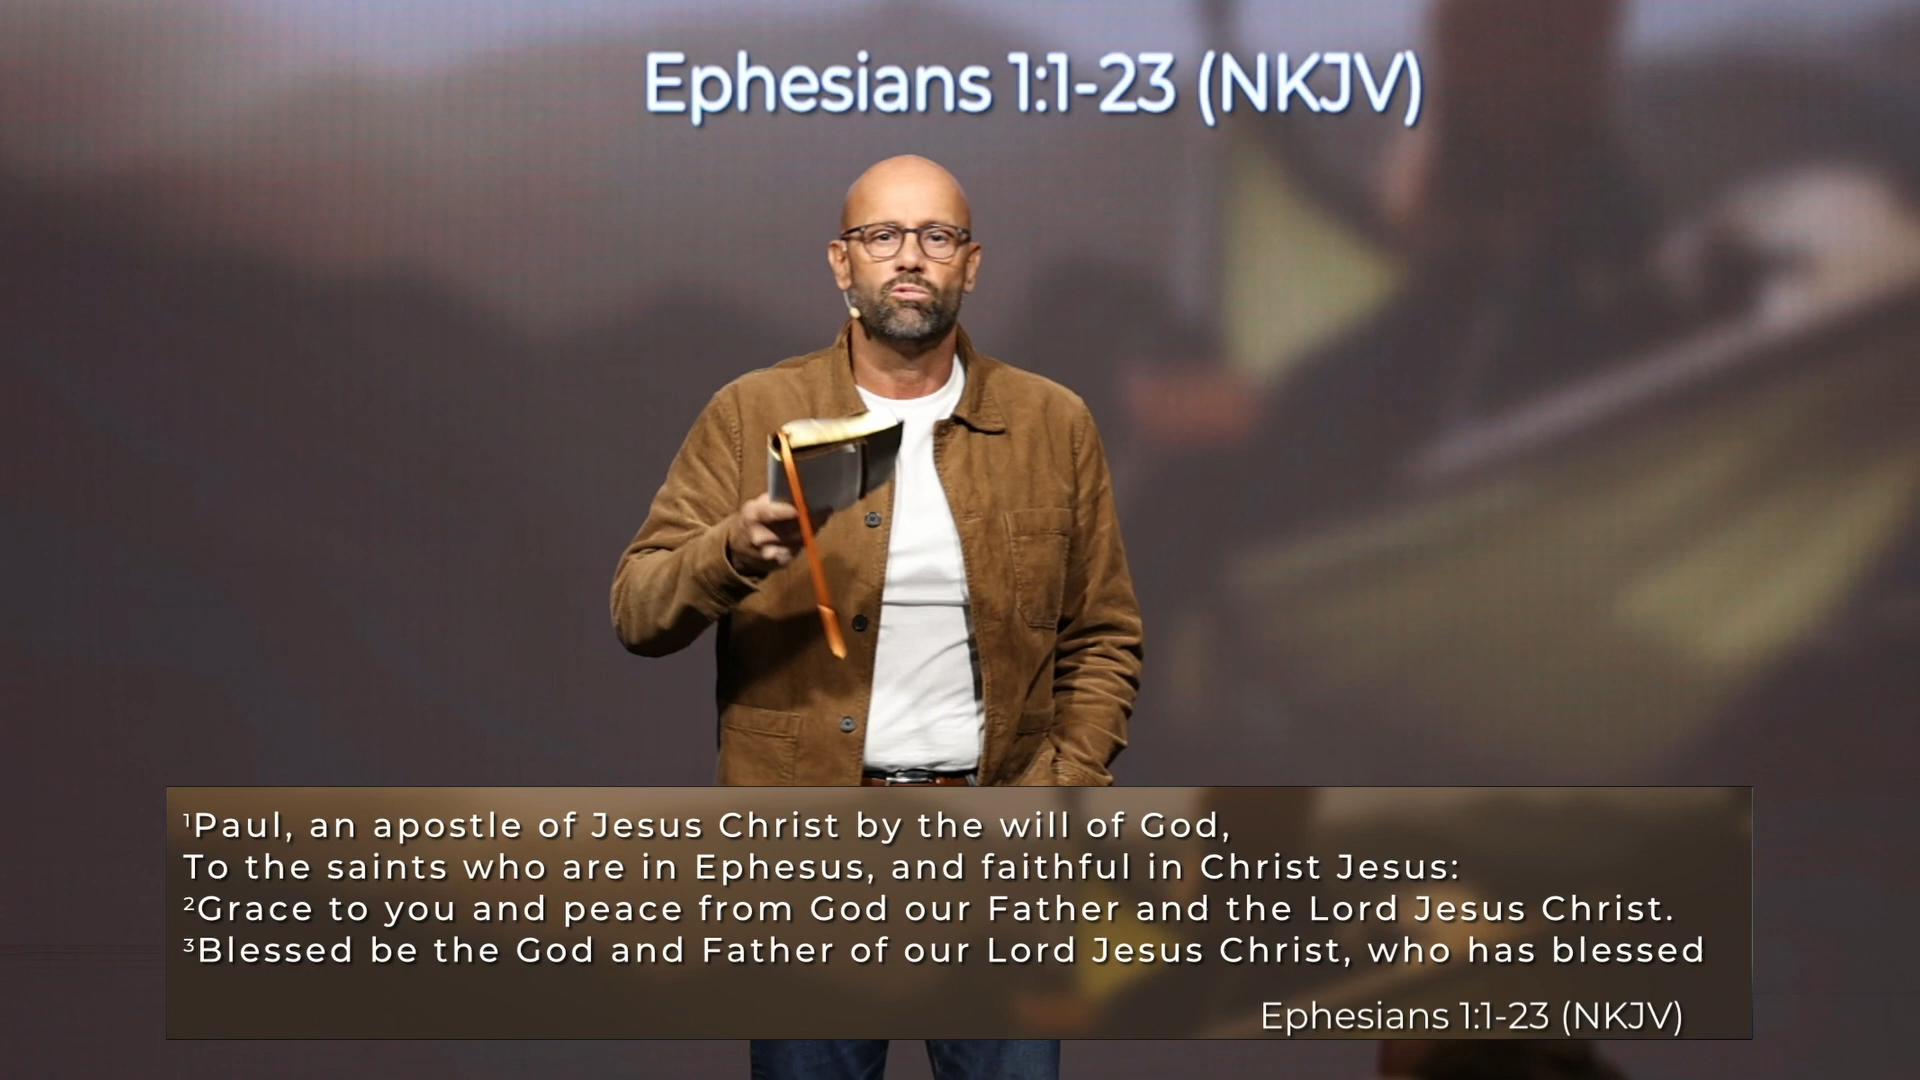 Ephesians 1:1-23 (NKJV)
¹Paul, an apostle of Jesus Christ by the will of God,
To the saints who are in Ephesus, and faithful in Christ Jesus:
²Grace to you and peace from God our Father and the Lord Jesus Christ.
³Blessed be the God and Father of our Lord Jesus Christ, who has blessed
Ephesians 1:1-23 (NKJV)